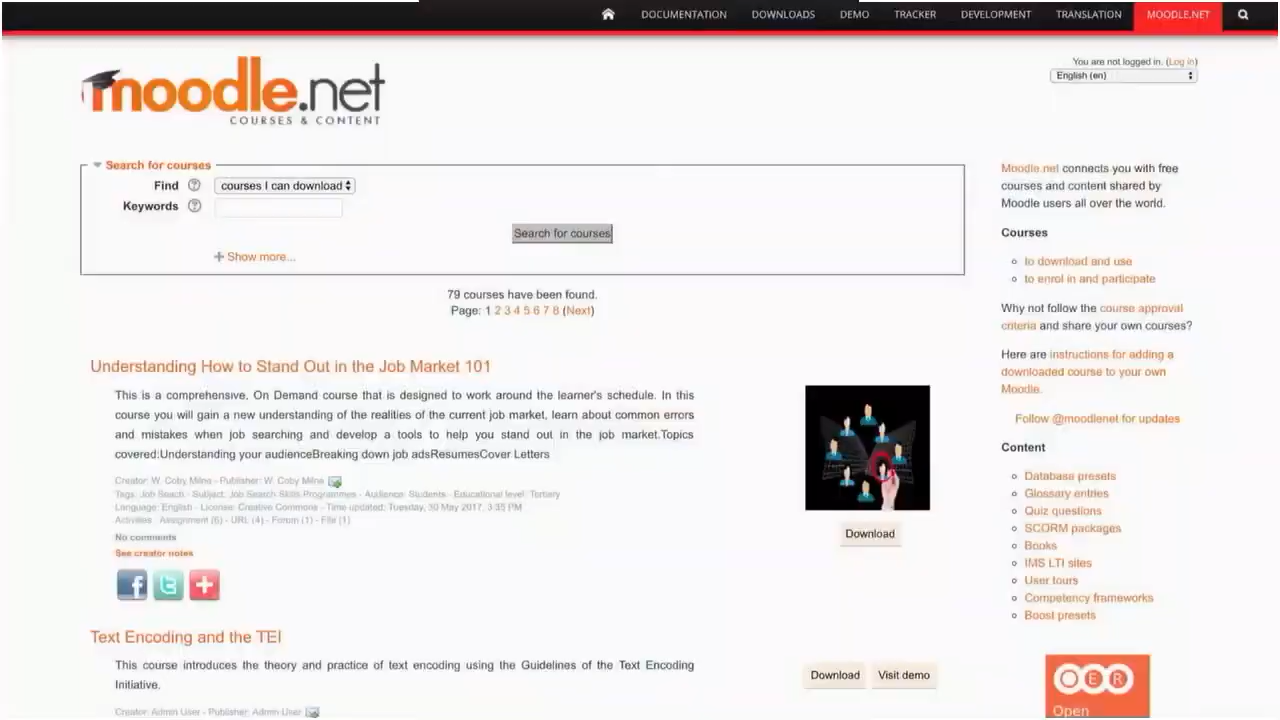 DOCUMENTATION DOWNLOADS DEMO TRACKER DEVELOPMENT TRANSLATION MOODLE.NET
You are not logged in. (Log in)
English (en)
moodle.net
COURSES & CONTENT
Search for courses
Find courses I can download
Keywords
Search for courses
Show more...
79 courses have been found.
Page: 1 2 3 4 5 6 7 8 (Next)
Understanding How to Stand Out in the Job Market 101
This is a comprehensive, On Demand course that is designed to work around the learner's schedule. In this
course you will gain a new understanding of the realities of the current job market, learn about common errors
and mistakes when job searching and develop a tools to help you stand out in the job market.Topics
covered:Understanding your audienceBreaking down job adsResumesCover Letters
Creator: W. Coby Milne - Publisher: W. Coby Milne
Tags: Job Search - Subject: Job Search Skills Programmes - Audience: Students - Educational level: Tertiary
Language: English - License: Creative Commons - Time updated: Tuesday, 30 May 2017, 3:35 PM
Activities : Assignment (6) - URL (4) - Forum (1) - File (1)
No comments
See creator notes
Download
Text Encoding and the TEI
This course introduces the theory and practice of text encoding using the Guidelines of the Text Encoding
Initiative.
Creator: Admin User - Publisher: Admin User
Download Visit demo
Moodle.net connects you with free
courses and content shared by
Moodle users all over the world.
Courses
to download and use
to enrol in and participate
Why not follow the course approval
criteria and share your own courses?
Here are instructions for adding a
downloaded course to your own
Moodle.
Follow @moodlenet for updates
Content
Database presets
Glossary entries
Quiz questions
SCORM packages
Books
IMS LTI sites
User tours
Competency frameworks
Boost presets
OER
Open